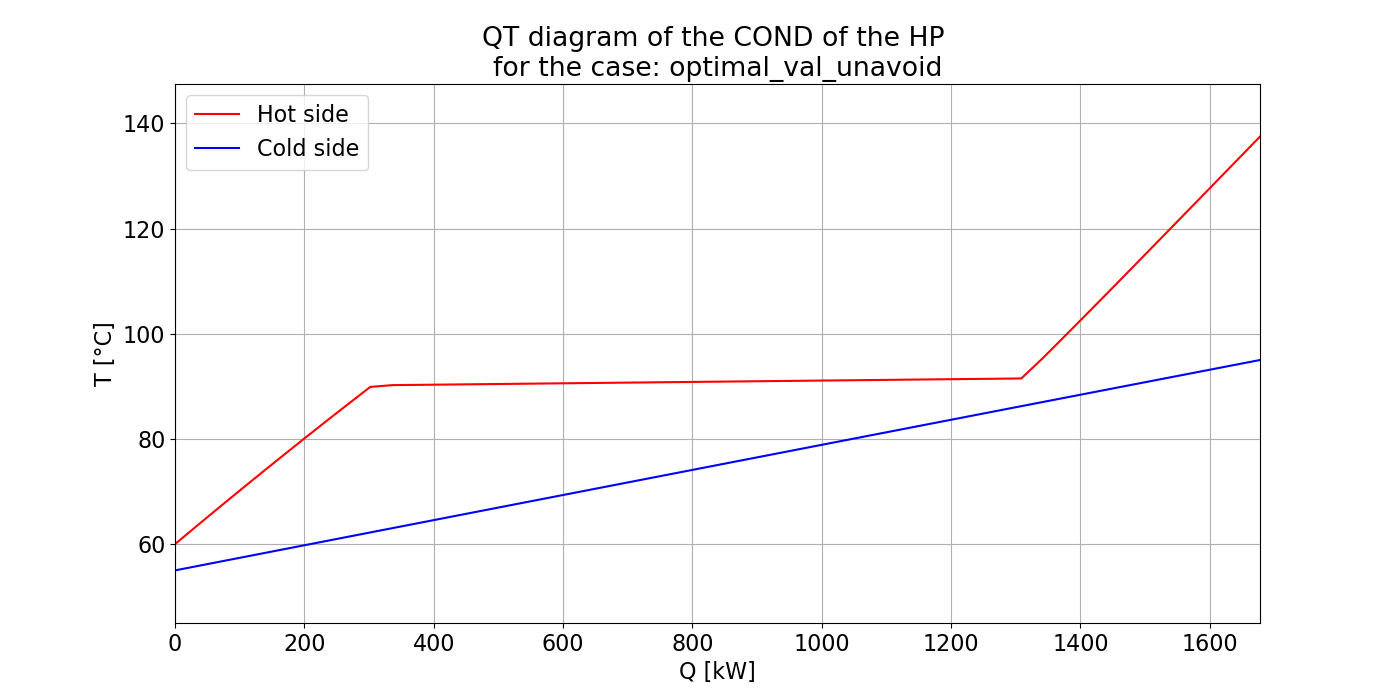 QT diagram of the COND of the HP
for the case: optimal_val_unavoid
Hot side
Cold side
140
120
100
80
60
T [°C]
0 200 400 600 800 1000 1200 1400 1600
Q [kW]